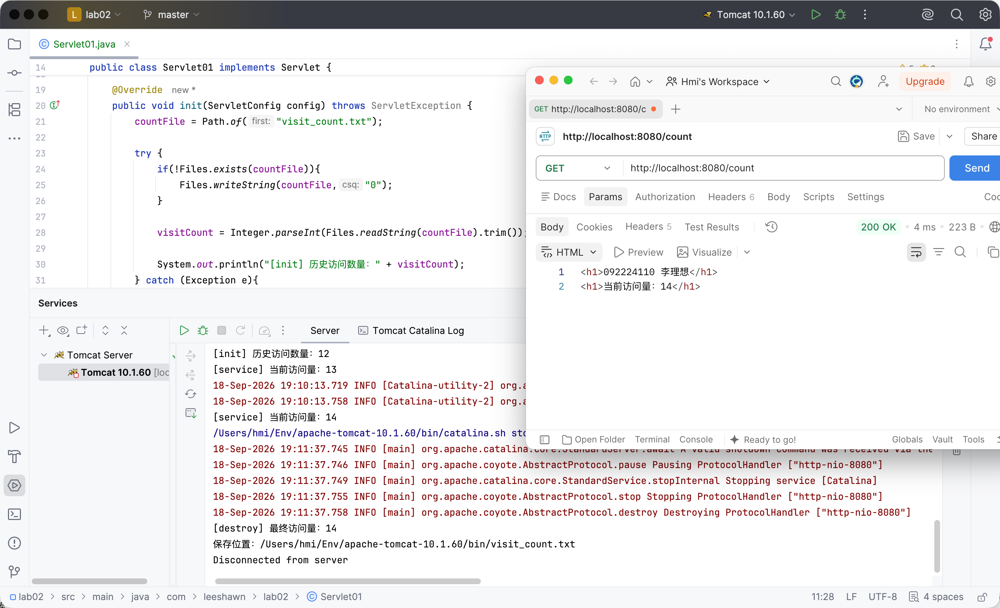 L lab02 master Tomcat 10.1.60
Servlet01.java
14 public class Servlet01 implements Servlet {
19 @Override new *
20 public void init(ServletConfig config) throws ServletException {
21 countFile = Path.of( first: "visit_count.txt");
22
23 try {
24 if(!Files.exists(countFile)){
25 Files.writeString(countFile, csq: "0");
26 }
27
28 visitCount = Integer.parseInt(Files.readString(countFile).trim());
29
30 System.out.println("[init] 历史访问数量：" + visitCount);
31 } catch (Exception e){
Services
Server Tomcat Catalina Log
Tomcat Server
Tomcat 10.1.60 [loc
[init] 历史访问数量：12
[service] 当前访问量：13
18-Sep-2026 19:10:13.719 INFO [Catalina-utility-2] org.a
18-Sep-2026 19:10:13.758 INFO [Catalina-utility-2] org.a
[service] 当前访问量：14
/Users/hmi/Env/apache-tomcat-10.1.60/bin/catalina.sh sto
18-Sep-2026 19:11:37.745 INFO [main] org.apache.catalina.core.StandardServer.await A valid shutdown command was received via the
18-Sep-2026 19:11:37.746 INFO [main] org.apache.coyote.AbstractProtocol.pause Pausing ProtocolHandler ["http-nio-8080"]
18-Sep-2026 19:11:37.749 INFO [main] org.apache.catalina.core.StandardService.stopInternal Stopping service [Catalina]
18-Sep-2026 19:11:37.755 INFO [main] org.apache.coyote.AbstractProtocol.stop Stopping ProtocolHandler ["http-nio-8080"]
18-Sep-2026 19:11:37.758 INFO [main] org.apache.coyote.AbstractProtocol.destroy Destroying ProtocolHandler ["http-nio-8080"]
[destroy] 最终访问量：14
保存位置：/Users/hmi/Env/apache-tomcat-10.1.60/bin/visit_count.txt
Disconnected from server
Hmi's Workspace Upgrade
GET http://localhost:8080/c No environment
HTTP http://localhost:8080/count Save Share
GET http://localhost:8080/count Send
Docs Params Authorization Headers 6 Body Scripts Settings Coo
Body Cookies Headers 5 Test Results 200 OK • 4 ms • 223 B
HTML Preview Visualize
1 <h1>092224110 李理想</h1>
2 <h1>当前访问量：14</h1>
Open Folder Terminal Console Ready to go! Globals Vault Tools
lab02 > src > main > java > com > leeshawn > lab02 > Servlet01 11:28 LF UTF-8 4 spaces